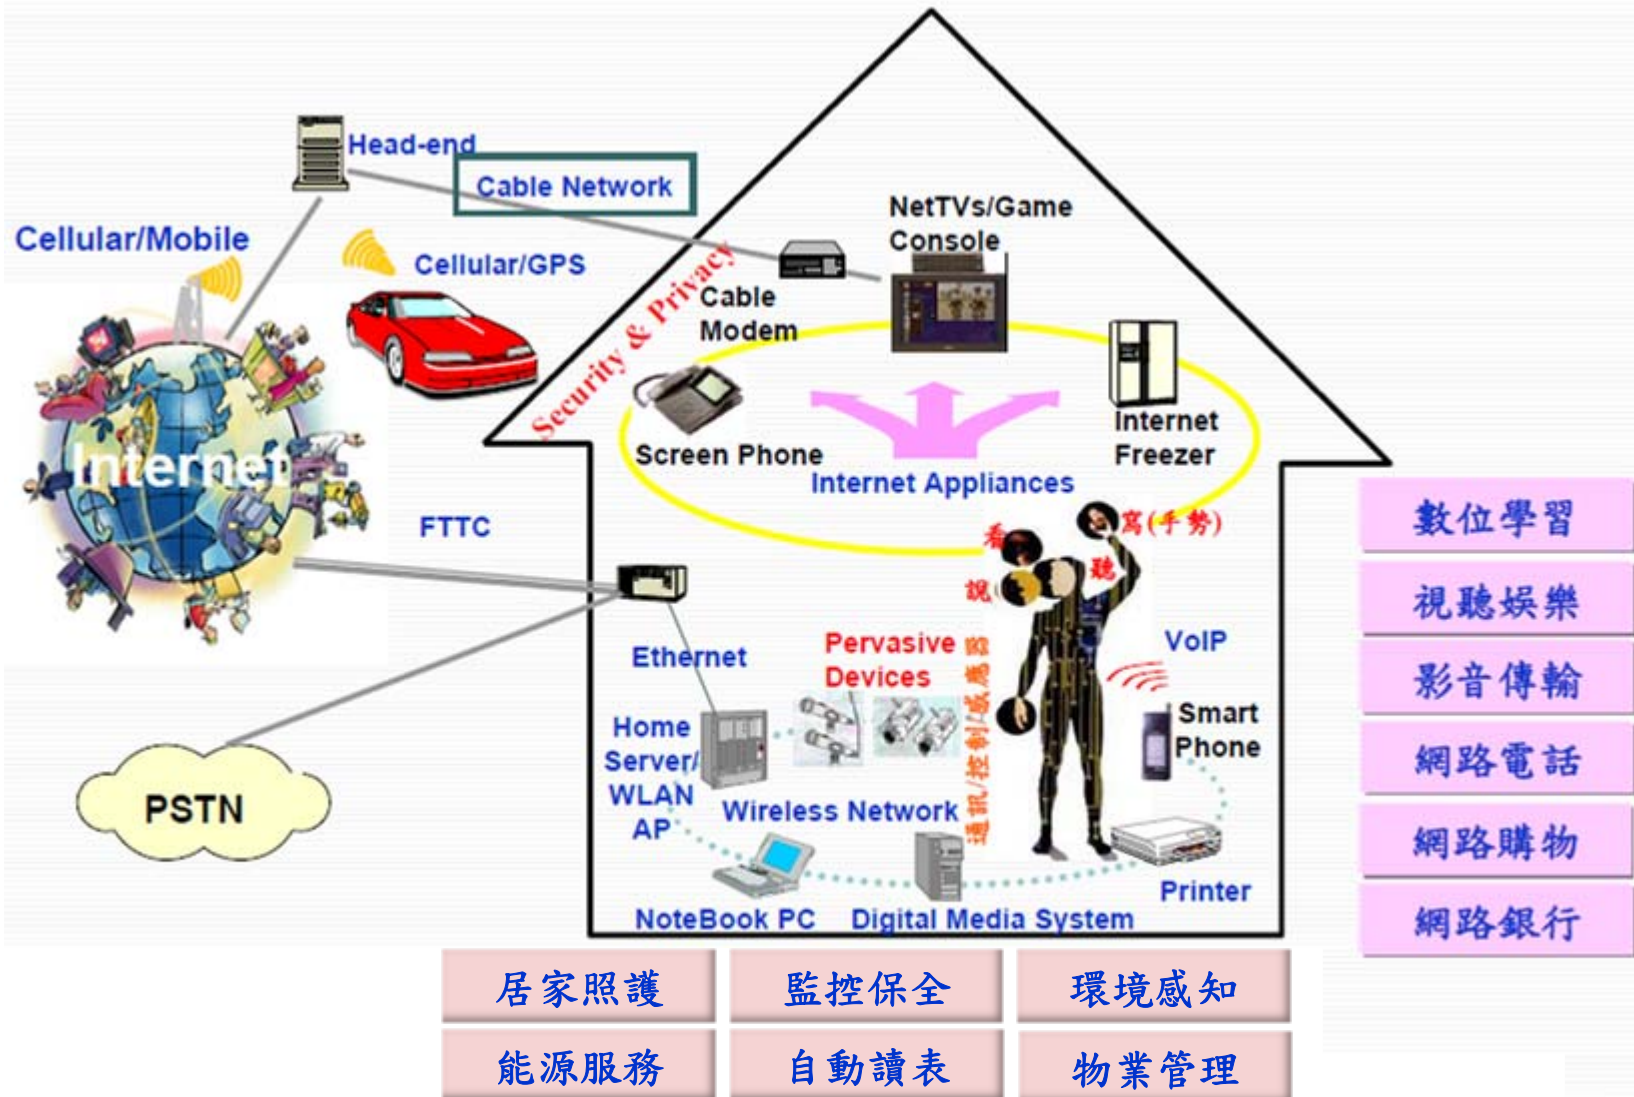 Head-end
Cable Network
Cellular/Mobile
Cellular/GPS
Internet
FTTC
PSTN
Security & Privacy
NetTVs/Game
Console
Cable
Modem
Screen Phone
Internet
Freezer
Internet Appliances
看
說
聽
寫(手勢)
Ethernet
Pervasive
Devices
通訊/控制/感應器
VoIP
Smart
Phone
Home
Server/
WLAN
AP
Wireless Network
NoteBook PC
Digital Media System
Printer
數位學習
視聽娛樂
影音傳輸
網路電話
網路購物
網路銀行
居家照護
監控保全
環境感知
能源服務
自動讀表
物業管理